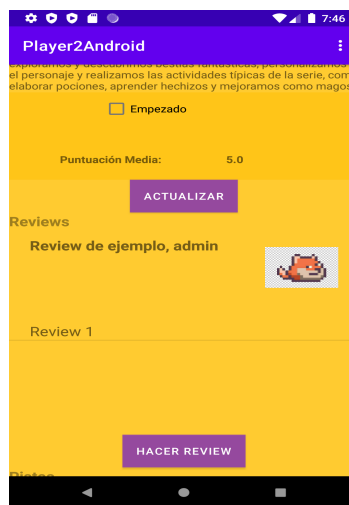 7:46
Player2Android
Exploramos y descubrimos bestias fantásticas, personalizamos
el personaje y realizamos las actividades típicas de la serie, com
elaborar pociones, aprender hechizos y mejoramos como magos
Empezado
Puntuación Media: 5.0
ACTUALIZAR
Reviews
Review de ejemplo, admin
Review 1
HACER REVIEW
Pistas